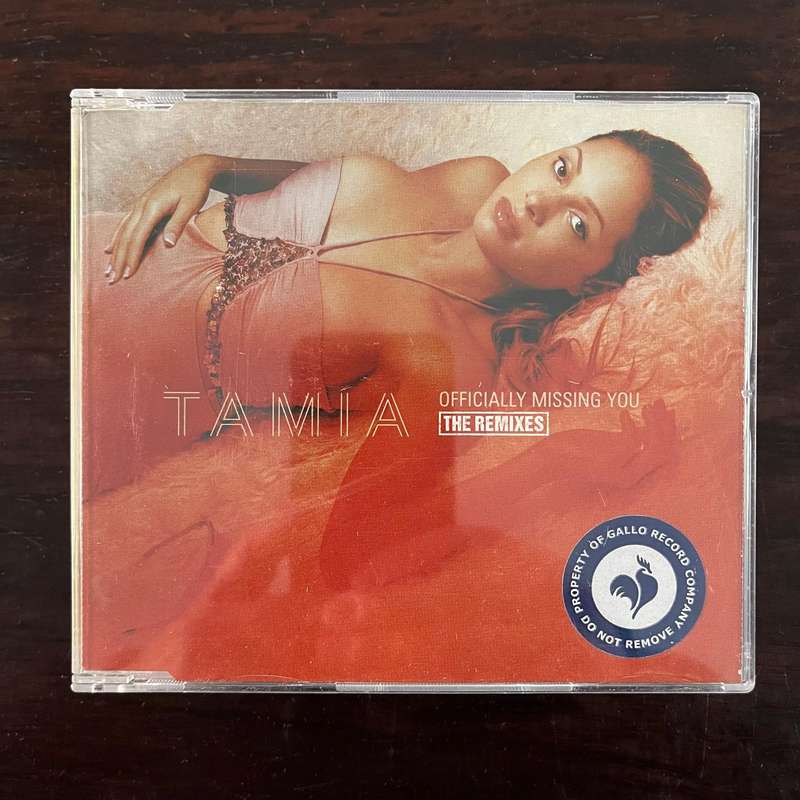 TAMIA
OFFICIALLY MISSING YOU
THE REMIXES
PROPERTY OF GALLO RECORD COMPANY
DO NOT REMOVE